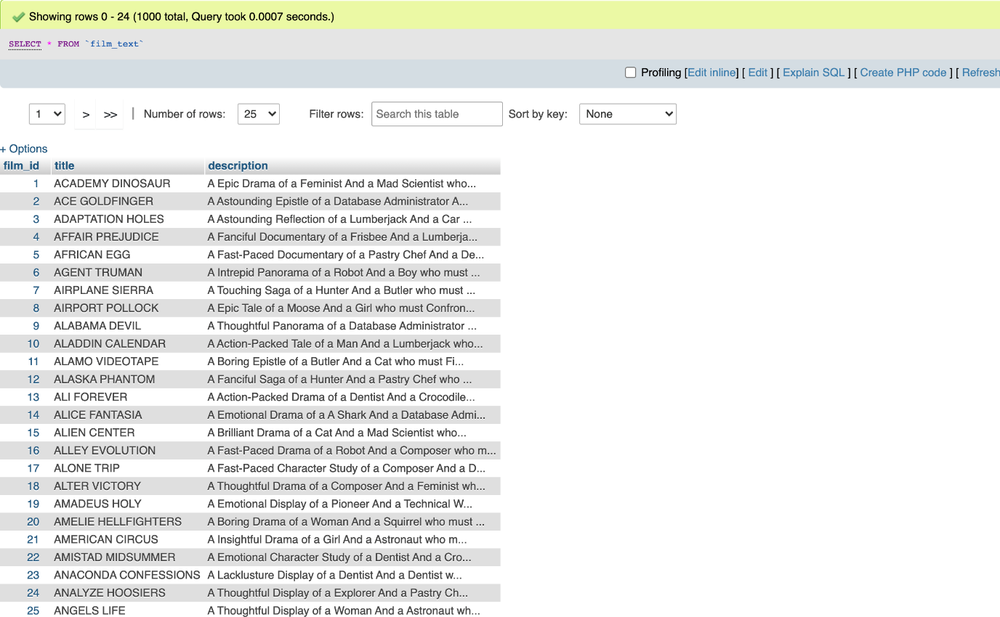 Showing rows 0 - 24 (1000 total, Query took 0.0007 seconds.)
SELECT * FROM `film_text`
Profiling [Edit inline] [ Edit ] [ Explain SQL ] [ Create PHP code ] [ Refresh
1 > >> | Number of rows: 25 Filter rows: Search this table Sort by key: None
+ Options
film_id title description
1 ACADEMY DINOSAUR A Epic Drama of a Feminist And a Mad Scientist who...
2 ACE GOLDFINGER A Astounding Epistle of a Database Administrator A...
3 ADAPTATION HOLES A Astounding Reflection of a Lumberjack And a Car ...
4 AFFAIR PREJUDICE A Fanciful Documentary of a Frisbee And a Lumberja...
5 AFRICAN EGG A Fast-Paced Documentary of a Pastry Chef And a De...
6 AGENT TRUMAN A Intrepid Panorama of a Robot And a Boy who must ...
7 AIRPLANE SIERRA A Touching Saga of a Hunter And a Butler who must ...
8 AIRPORT POLLOCK A Epic Tale of a Moose And a Girl who must Confron...
9 ALABAMA DEVIL A Thoughtful Panorama of a Database Administrator ...
10 ALADDIN CALENDAR A Action-Packed Tale of a Man And a Lumberjack who...
11 ALAMO VIDEOTAPE A Boring Epistle of a Butler And a Cat who must Fi...
12 ALASKA PHANTOM A Fanciful Saga of a Hunter And a Pastry Chef who ...
13 ALI FOREVER A Action-Packed Drama of a Dentist And a Crocodile...
14 ALICE FANTASIA A Emotional Drama of a A Shark And a Database Admi...
15 ALIEN CENTER A Brilliant Drama of a Cat And a Mad Scientist who...
16 ALLEY EVOLUTION A Fast-Paced Drama of a Robot And a Composer who m...
17 ALONE TRIP A Fast-Paced Character Study of a Composer And a D...
18 ALTER VICTORY A Thoughtful Drama of a Composer And a Feminist wh...
19 AMADEUS HOLY A Emotional Display of a Pioneer And a Technical W...
20 AMELIE HELLFIGHTERS A Boring Drama of a Woman And a Squirrel who must ...
21 AMERICAN CIRCUS A Insightful Drama of a Girl And a Astronaut who m...
22 AMISTAD MIDSUMMER A Emotional Character Study of a Dentist And a Cro...
23 ANACONDA CONFESSIONS A Lacklusture Display of a Dentist And a Dentist w...
24 ANALYZE HOOSIERS A Thoughtful Display of a Explorer And a Pastry Ch...
25 ANGELS LIFE A Thoughtful Display of a Woman And a Astronaut wh...